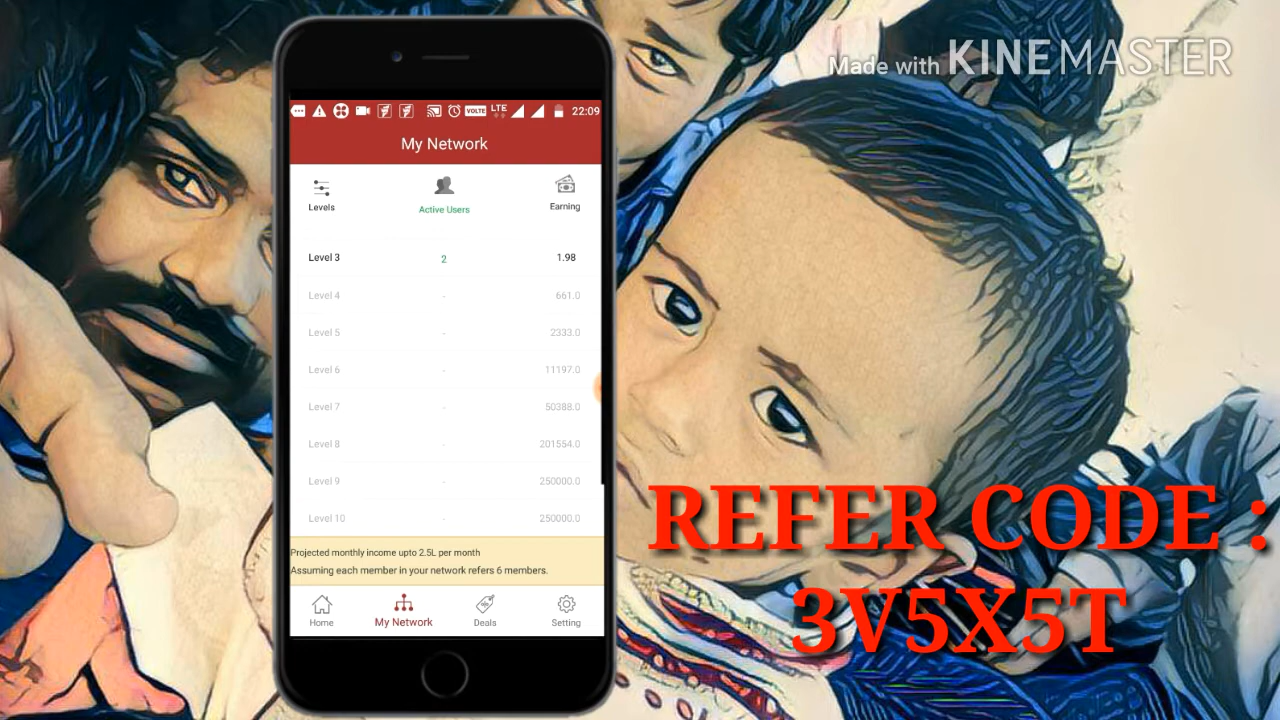 Made with KINEMASTER
VOLTE LTE 22:09
My Network
Levels Active Users Earning
Level 3 2 1.98
Level 4 - 661.0
Level 5 - 2333.0
Level 6 - 11197.0
Level 7 - 50388.0
Level 8 - 201554.0
Level 9 - 250000.0
Level 10 - 250000.0
Projected monthly income upto 2.5L per month
Assuming each member in your network refers 6 members.
Home My Network Deals Setting
REFER CODE :
3V5X5T